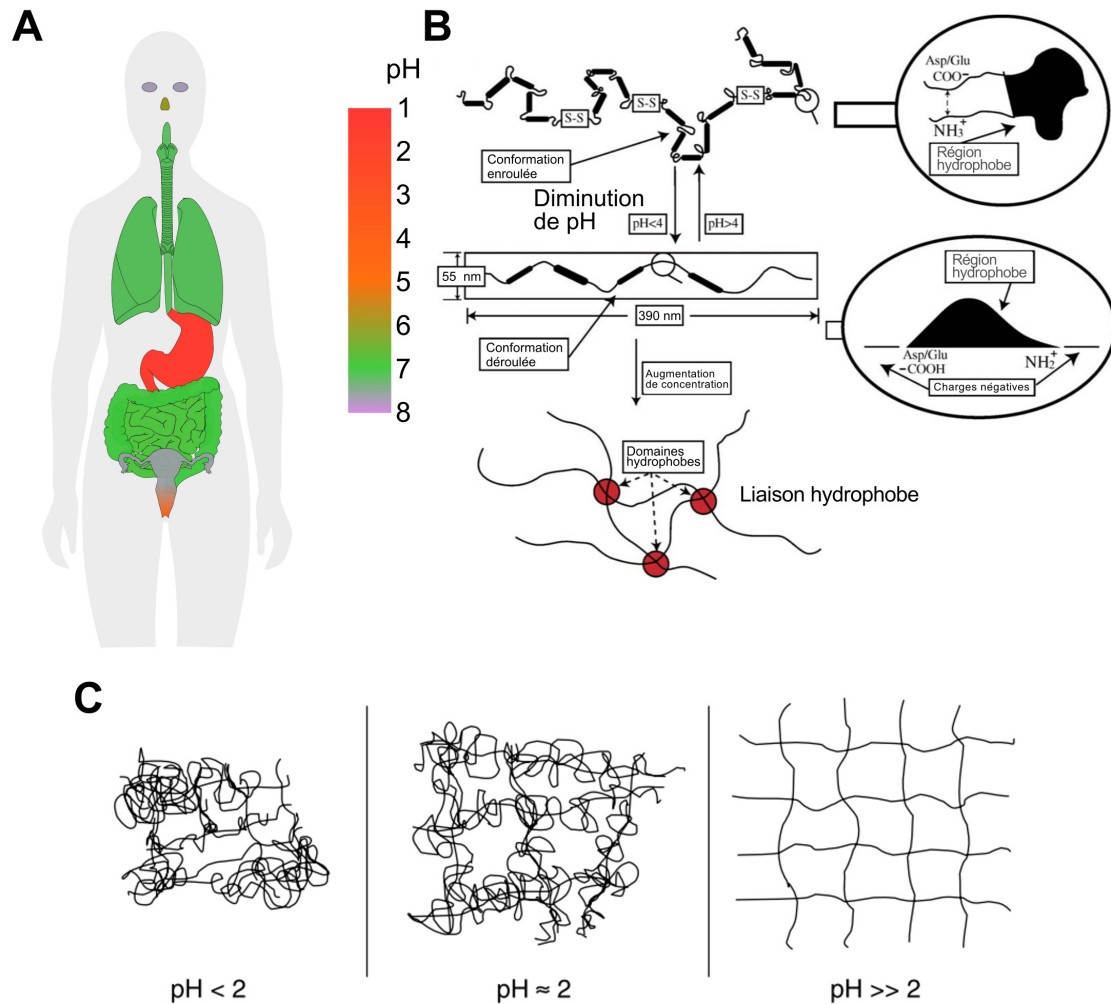 A
pH
1
2
3
4
5
6
7
8
B
S-S
S-S
S-S
Conformation
enroulée
Diminution
de pH
pH<4
pH>4
55 nm
390 nm
Conformation
déroulée
Augmentation
de concentration
Domaines
hydrophobes
Liaison hydrophobe
Asp/Glu
COO⁻
NH₃⁺
Région
hydrophobe
Région
hydrophobe
Asp/Glu
-COOH
NH₂⁺
Charges négatives
C
pH < 2
pH ≈ 2
pH >> 2